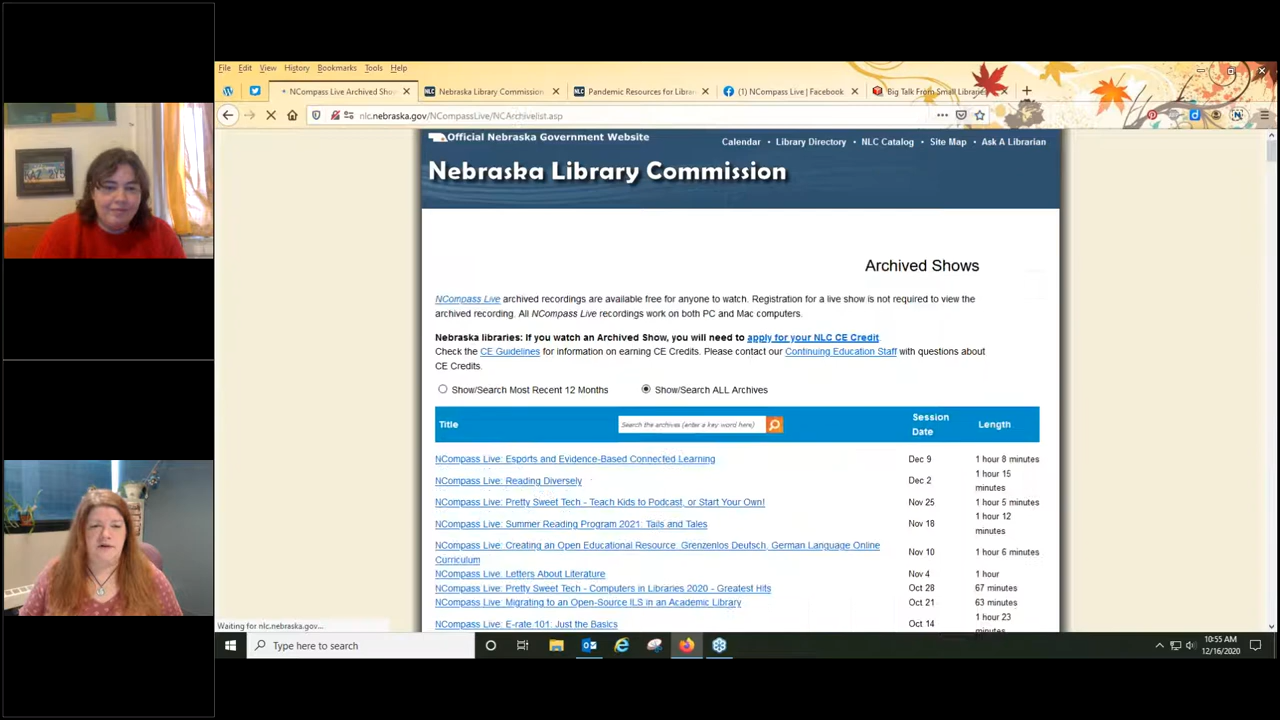 File Edit View History Bookmarks Tools Help
NCompass Live Archived Sho
Nebraska Library Commission
Pandemic Resources for Libra
(1) NCompass Live | Facebook
Big Talk From Small Libraries
nlc.nebraska.gov/NCompassLive/NCArchivelist.asp
Official Nebraska Government Website
Calendar • Library Directory • NLC Catalog • Site Map • Ask A Librarian
Nebraska Library Commission
Archived Shows
NCompass Live archived recordings are available free for anyone to watch. Registration for a live show is not required to view the
archived recording. All NCompass Live recordings work on both PC and Mac computers.
Nebraska libraries: If you watch an Archived Show, you will need to apply for your NLC CE Credit.
Check the CE Guidelines for information on earning CE Credits. Please contact our Continuing Education Staff with questions about
CE Credits.
Show/Search Most Recent 12 Months Show/Search ALL Archives
Title Search the archives (enter a key word here) Session Date Length
NCompass Live: Esports and Evidence-Based Connected Learning Dec 9 1 hour 8 minutes
NCompass Live: Reading Diversely Dec 2 1 hour 15 minutes
NCompass Live: Pretty Sweet Tech - Teach Kids to Podcast, or Start Your Own! Nov 25 1 hour 5 minutes
NCompass Live: Summer Reading Program 2021: Tails and Tales Nov 18 1 hour 12 minutes
NCompass Live: Creating an Open Educational Resource: Grenzenlos Deutsch, German Language Online
Curriculum Nov 10 1 hour 6 minutes
NCompass Live: Letters About Literature Nov 4 1 hour
NCompass Live: Pretty Sweet Tech - Computers in Libraries 2020 - Greatest Hits Oct 28 67 minutes
NCompass Live: Migrating to an Open-Source ILS in an Academic Library Oct 21 63 minutes
NCompass Live: E-rate 101: Just the Basics Oct 14 1 hour 23 minutes
Waiting for nlc.nebraska.gov...
Type here to search
10:55 AM
12/16/2020